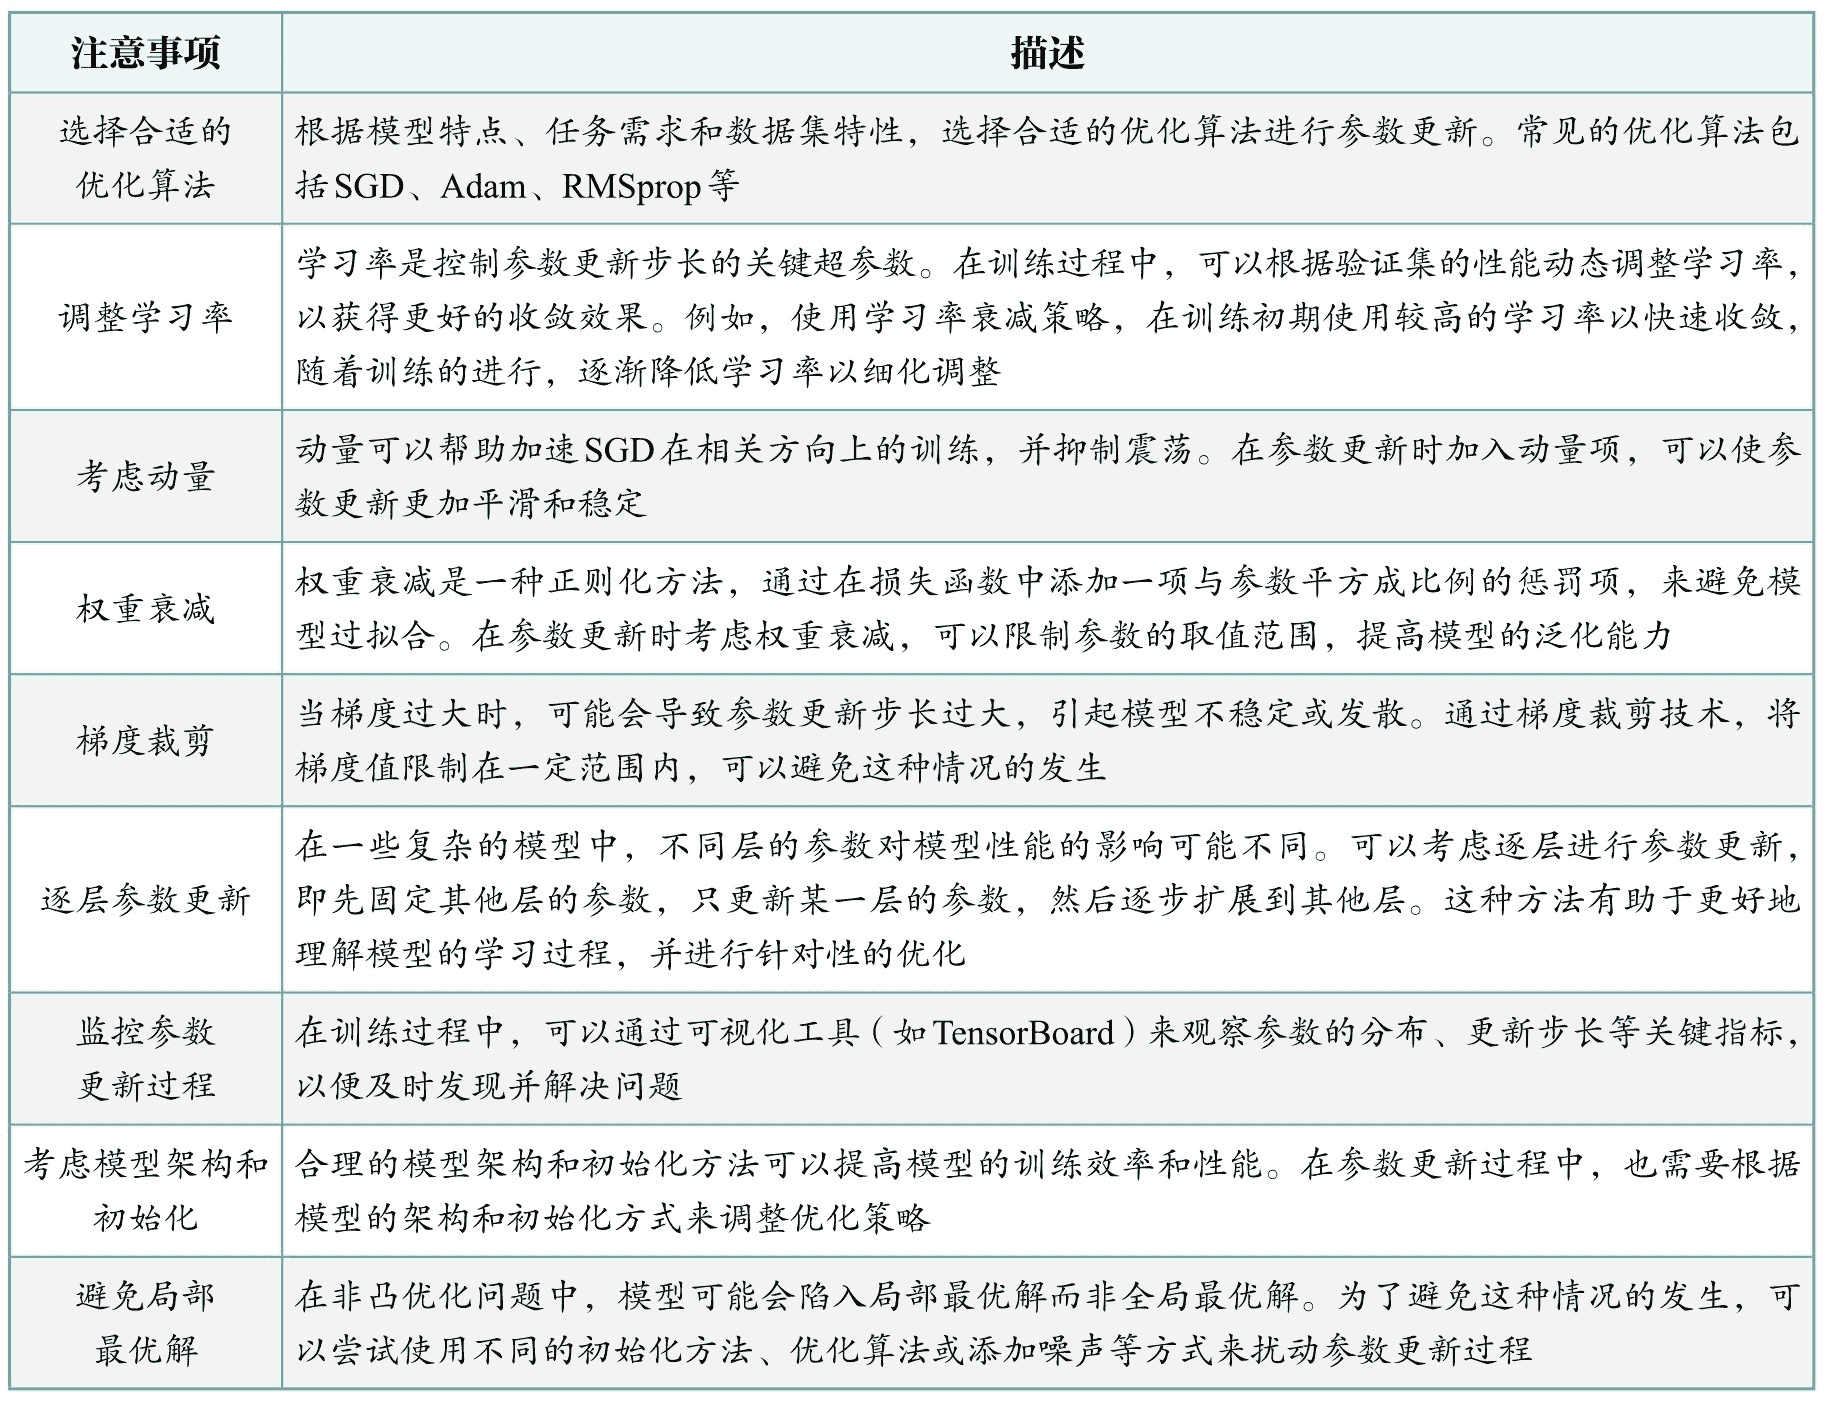 注意事项
描述
选择合适的
优化算法
根据模型特点、任务需求和数据集特性，选择合适的优化算法进行参数更新。常见的优化算法包
括SGD、Adam、RMSprop等
调整学习率
学习率是控制参数更新步长的关键超参数。在训练过程中，可以根据验证集的性能动态调整学习率，
以获得更好的收敛效果。例如，使用学习率衰减策略，在训练初期使用较高的学习率以快速收敛，
随着训练的进行，逐渐降低学习率以细化调整
考虑动量
动量可以帮助加速SGD在相关方向上的训练，并抑制震荡。在参数更新时加入动量项，可以使参
数更新更加平滑和稳定
权重衰减
权重衰减是一种正则化方法，通过在损失函数中添加一项与参数平方成比例的惩罚项，来避免模
型过拟合。在参数更新时考虑权重衰减，可以限制参数的取值范围，提高模型的泛化能力
梯度裁剪
当梯度过大时，可能会导致参数更新步长过大，引起模型不稳定或发散。通过梯度裁剪技术，将
梯度值限制在一定范围内，可以避免这种情况的发生
逐层参数更新
在一些复杂的模型中，不同层的参数对模型性能的影响可能不同。可以考虑逐层进行参数更新，
即先固定其他层的参数，只更新某一层的参数，然后逐步扩展到其他层。这种方法有助于更好地
理解模型的学习过程，并进行针对性的优化
监控参数
更新过程
在训练过程中，可以通过可视化工具（如TensorBoard）来观察参数的分布、更新步长等关键指标，
以便及时发现并解决问题
考虑模型架构和
初始化
合理的模型架构和初始化方法可以提高模型的训练效率和性能。在参数更新过程中，也需要根据
模型的架构和初始化方式来调整优化策略
避免局部
最优解
在非凸优化问题中，模型可能会陷入局部最优解而非全局最优解。为了避免这种情况的发生，可
以尝试使用不同的初始化方法、优化算法或添加噪声等方式来扰动参数更新过程